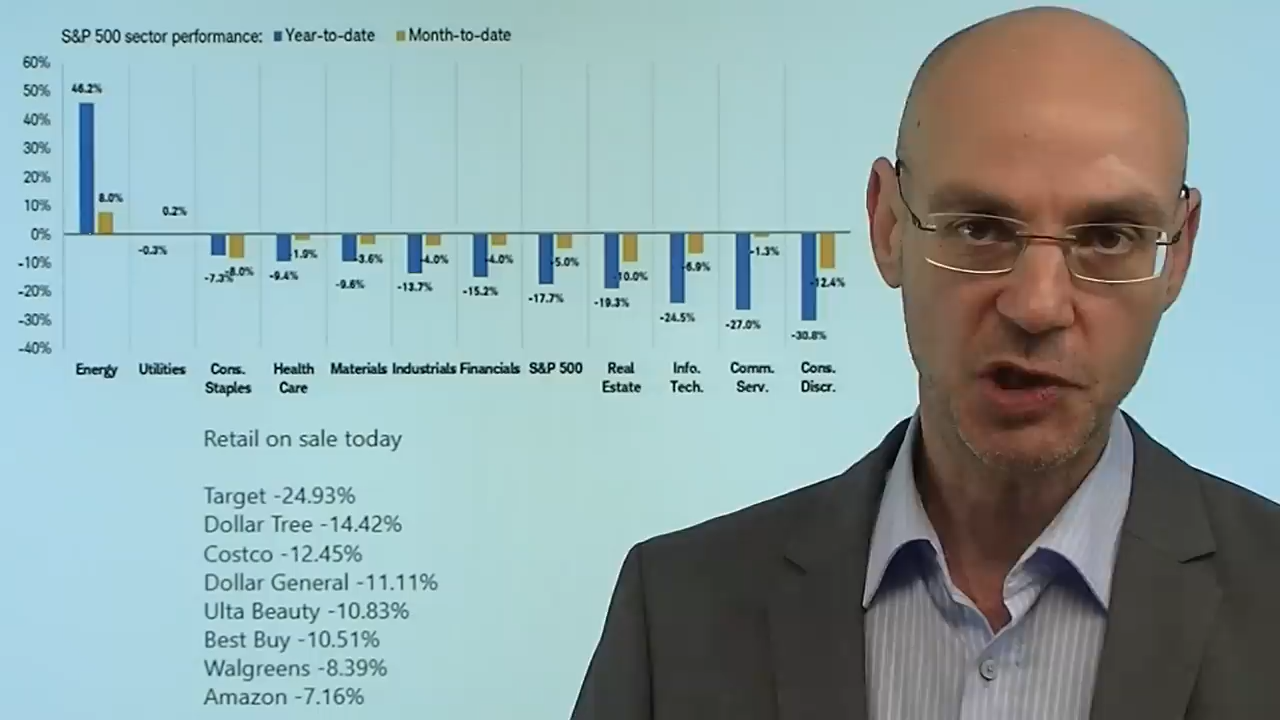 S&P 500 sector performance: Year-to-date Month-to-date
60%
50%
40%
30%
20%
10%
0%
-10%
-20%
-30%
-40%
46.2%
8.0%
-0.3%
0.2%
-7.3%
-8.0%
-9.4%
-1.9%
-9.6%
-3.6%
-13.7%
-4.0%
-15.2%
-4.0%
-17.7%
-5.0%
-19.3%
-10.0%
-24.5%
-6.9%
-27.0%
-1.3%
-30.8%
-12.4%
Energy
Utilities
Cons.
Staples
Health
Care
Materials
Industrials
Financials
S&P 500
Real
Estate
Info.
Tech.
Comm.
Serv.
Cons.
Discr.
Retail on sale today
Target -24.93%
Dollar Tree -14.42%
Costco -12.45%
Dollar General -11.11%
Ulta Beauty -10.83%
Best Buy -10.51%
Walgreens -8.39%
Amazon -7.16%